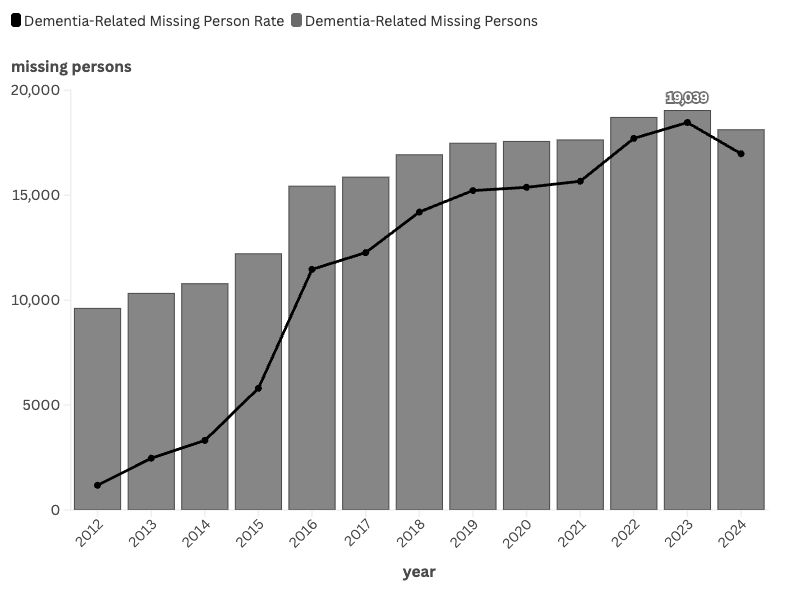 Dementia-Related Missing Person Rate Dementia-Related Missing Persons
missing persons
20,000
19,039
15,000
10,000
5000
0
2012 2013 2014 2015 2016 2017 2018 2019 2020 2021 2022 2023 2024
year